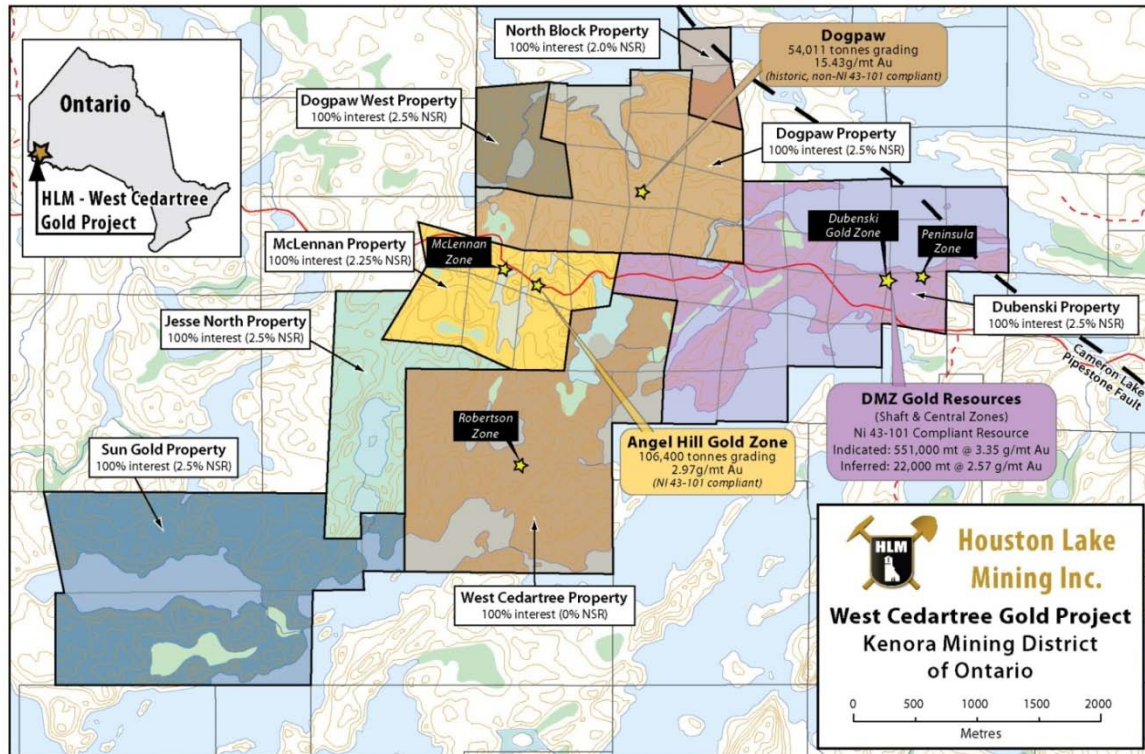 Ontario
HLM - West Cedartree
Gold Project
North Block Property
100% interest (2.0% NSR)
Dogpaw
54,011 tonnes grading
15.43g/mt Au
(historic, non-NI 43-101 compliant)
Dogpaw West Property
100% interest (2.5% NSR)
Dogpaw Property
100% interest (2.5% NSR)
McLennan Property
100% interest (2.25% NSR)
McLennan
Zone
Dubenski
Gold Zone
Peninsula
Zone
Jesse North Property
100% interest (2.5% NSR)
Dubenski Property
100% interest (2.5% NSR)
Cameron Lake
Pipestone Fault
Robertson
Zone
Angel Hill Gold Zone
106,400 tonnes grading
2.97g/mt Au
(NI 43-101 compliant)
DMZ Gold Resources
(Shaft & Central Zones)
Ni 43-101 Compliant Resource
Indicated: 551,000 mt @ 3.35 g/mt Au
Inferred: 22,000 mt @ 2.57 g/mt Au
Sun Gold Property
100% interest (2.5% NSR)
West Cedartree Property
100% interest (0% NSR)
HLM
Houston Lake
Mining Inc.
West Cedartree Gold Project
Kenora Mining District
of Ontario
0 500 1000 1500 2000
Metres